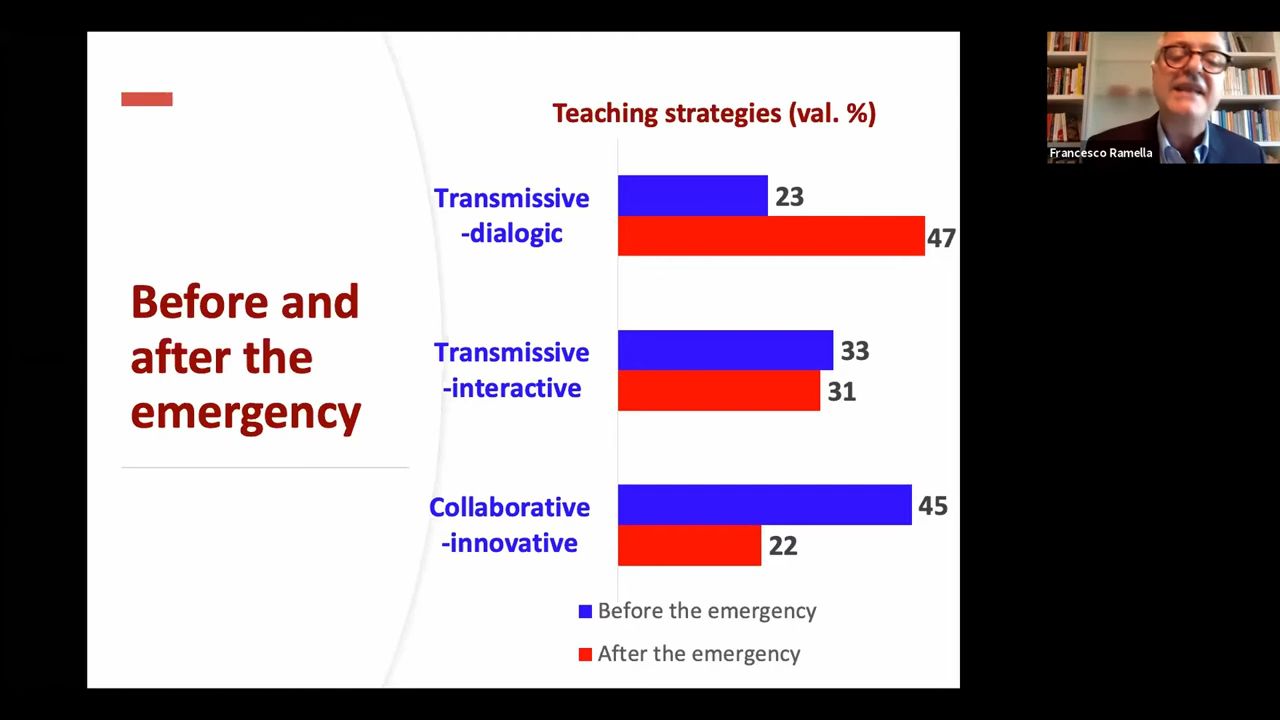 Teaching strategies (val. %)
Before and
after the
emergency
Transmissive
-dialogic
23
47
Transmissive
-interactive
33
31
Collaborative
-innovative
45
22
Before the emergency
After the emergency
Francesco Ramella